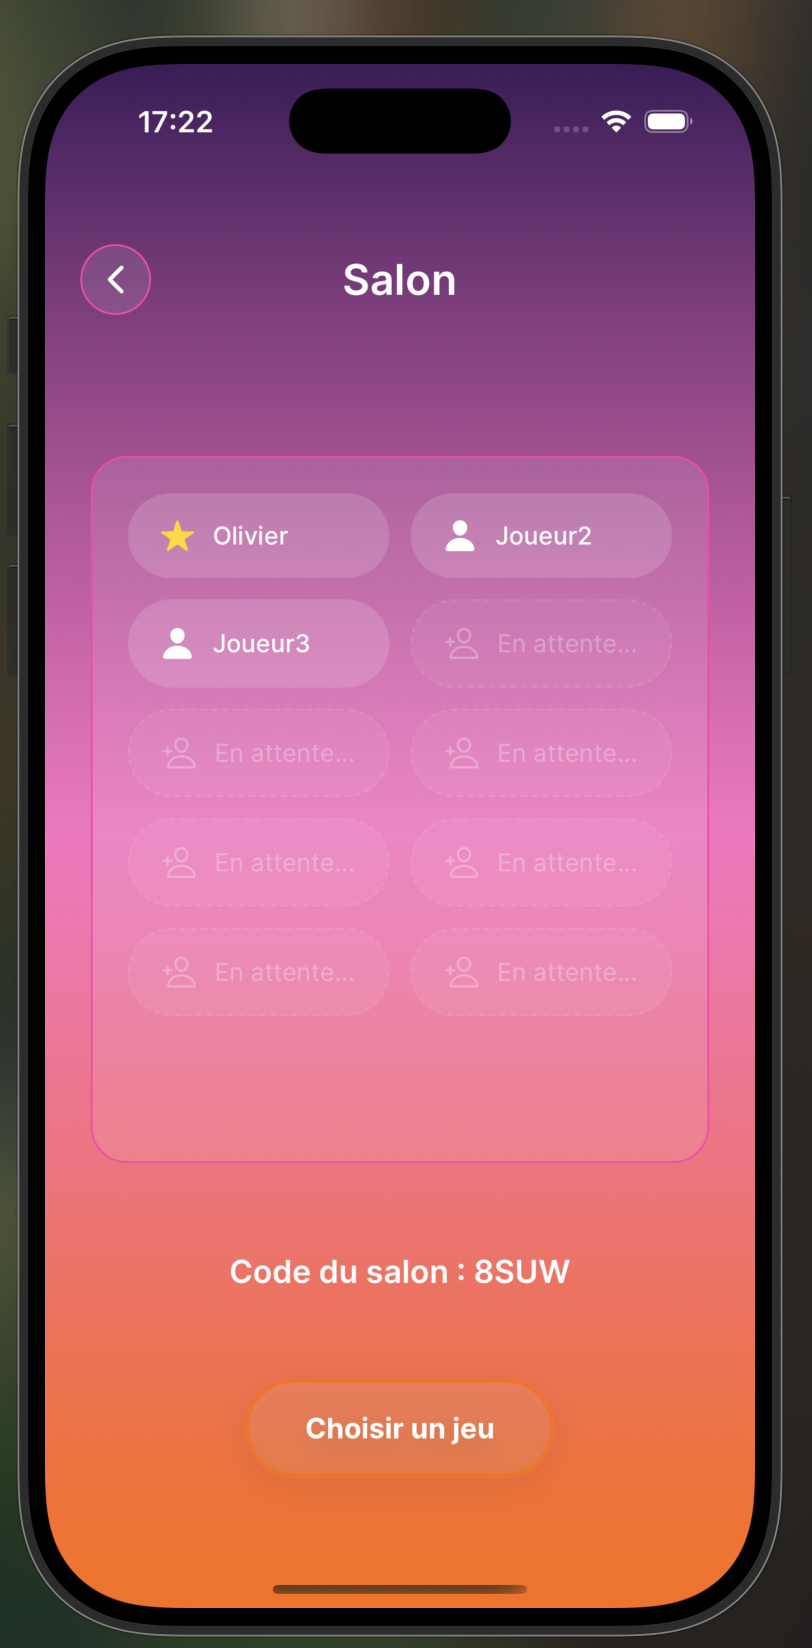 17:22
Salon
Olivier
Joueur2
Joueur3
En attente...
En attente...
En attente...
En attente...
En attente...
En attente...
En attente...
Code du salon : 8SUW
Choisir un jeu